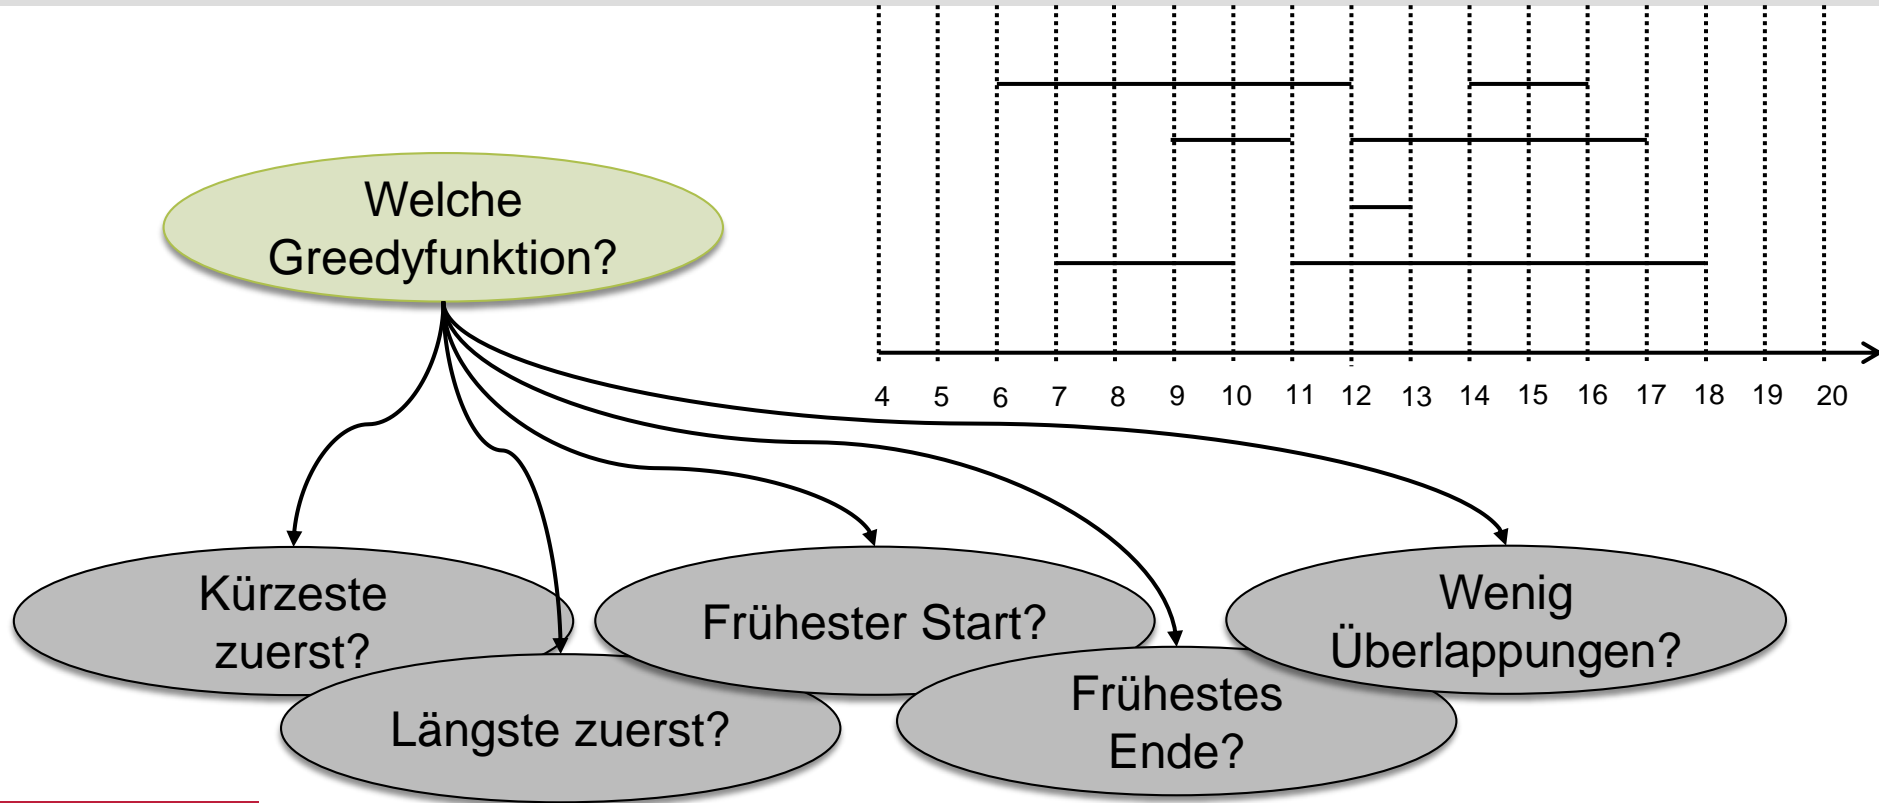 Welche
Greedyfunktion?
4 5 6 7 8 9 10 11 12 13 14 15 16 17 18 19 20
Kürzeste
zuerst?
Längste zuerst?
Frühester Start?
Frühestes
Ende?
Wenig
Überlappungen?